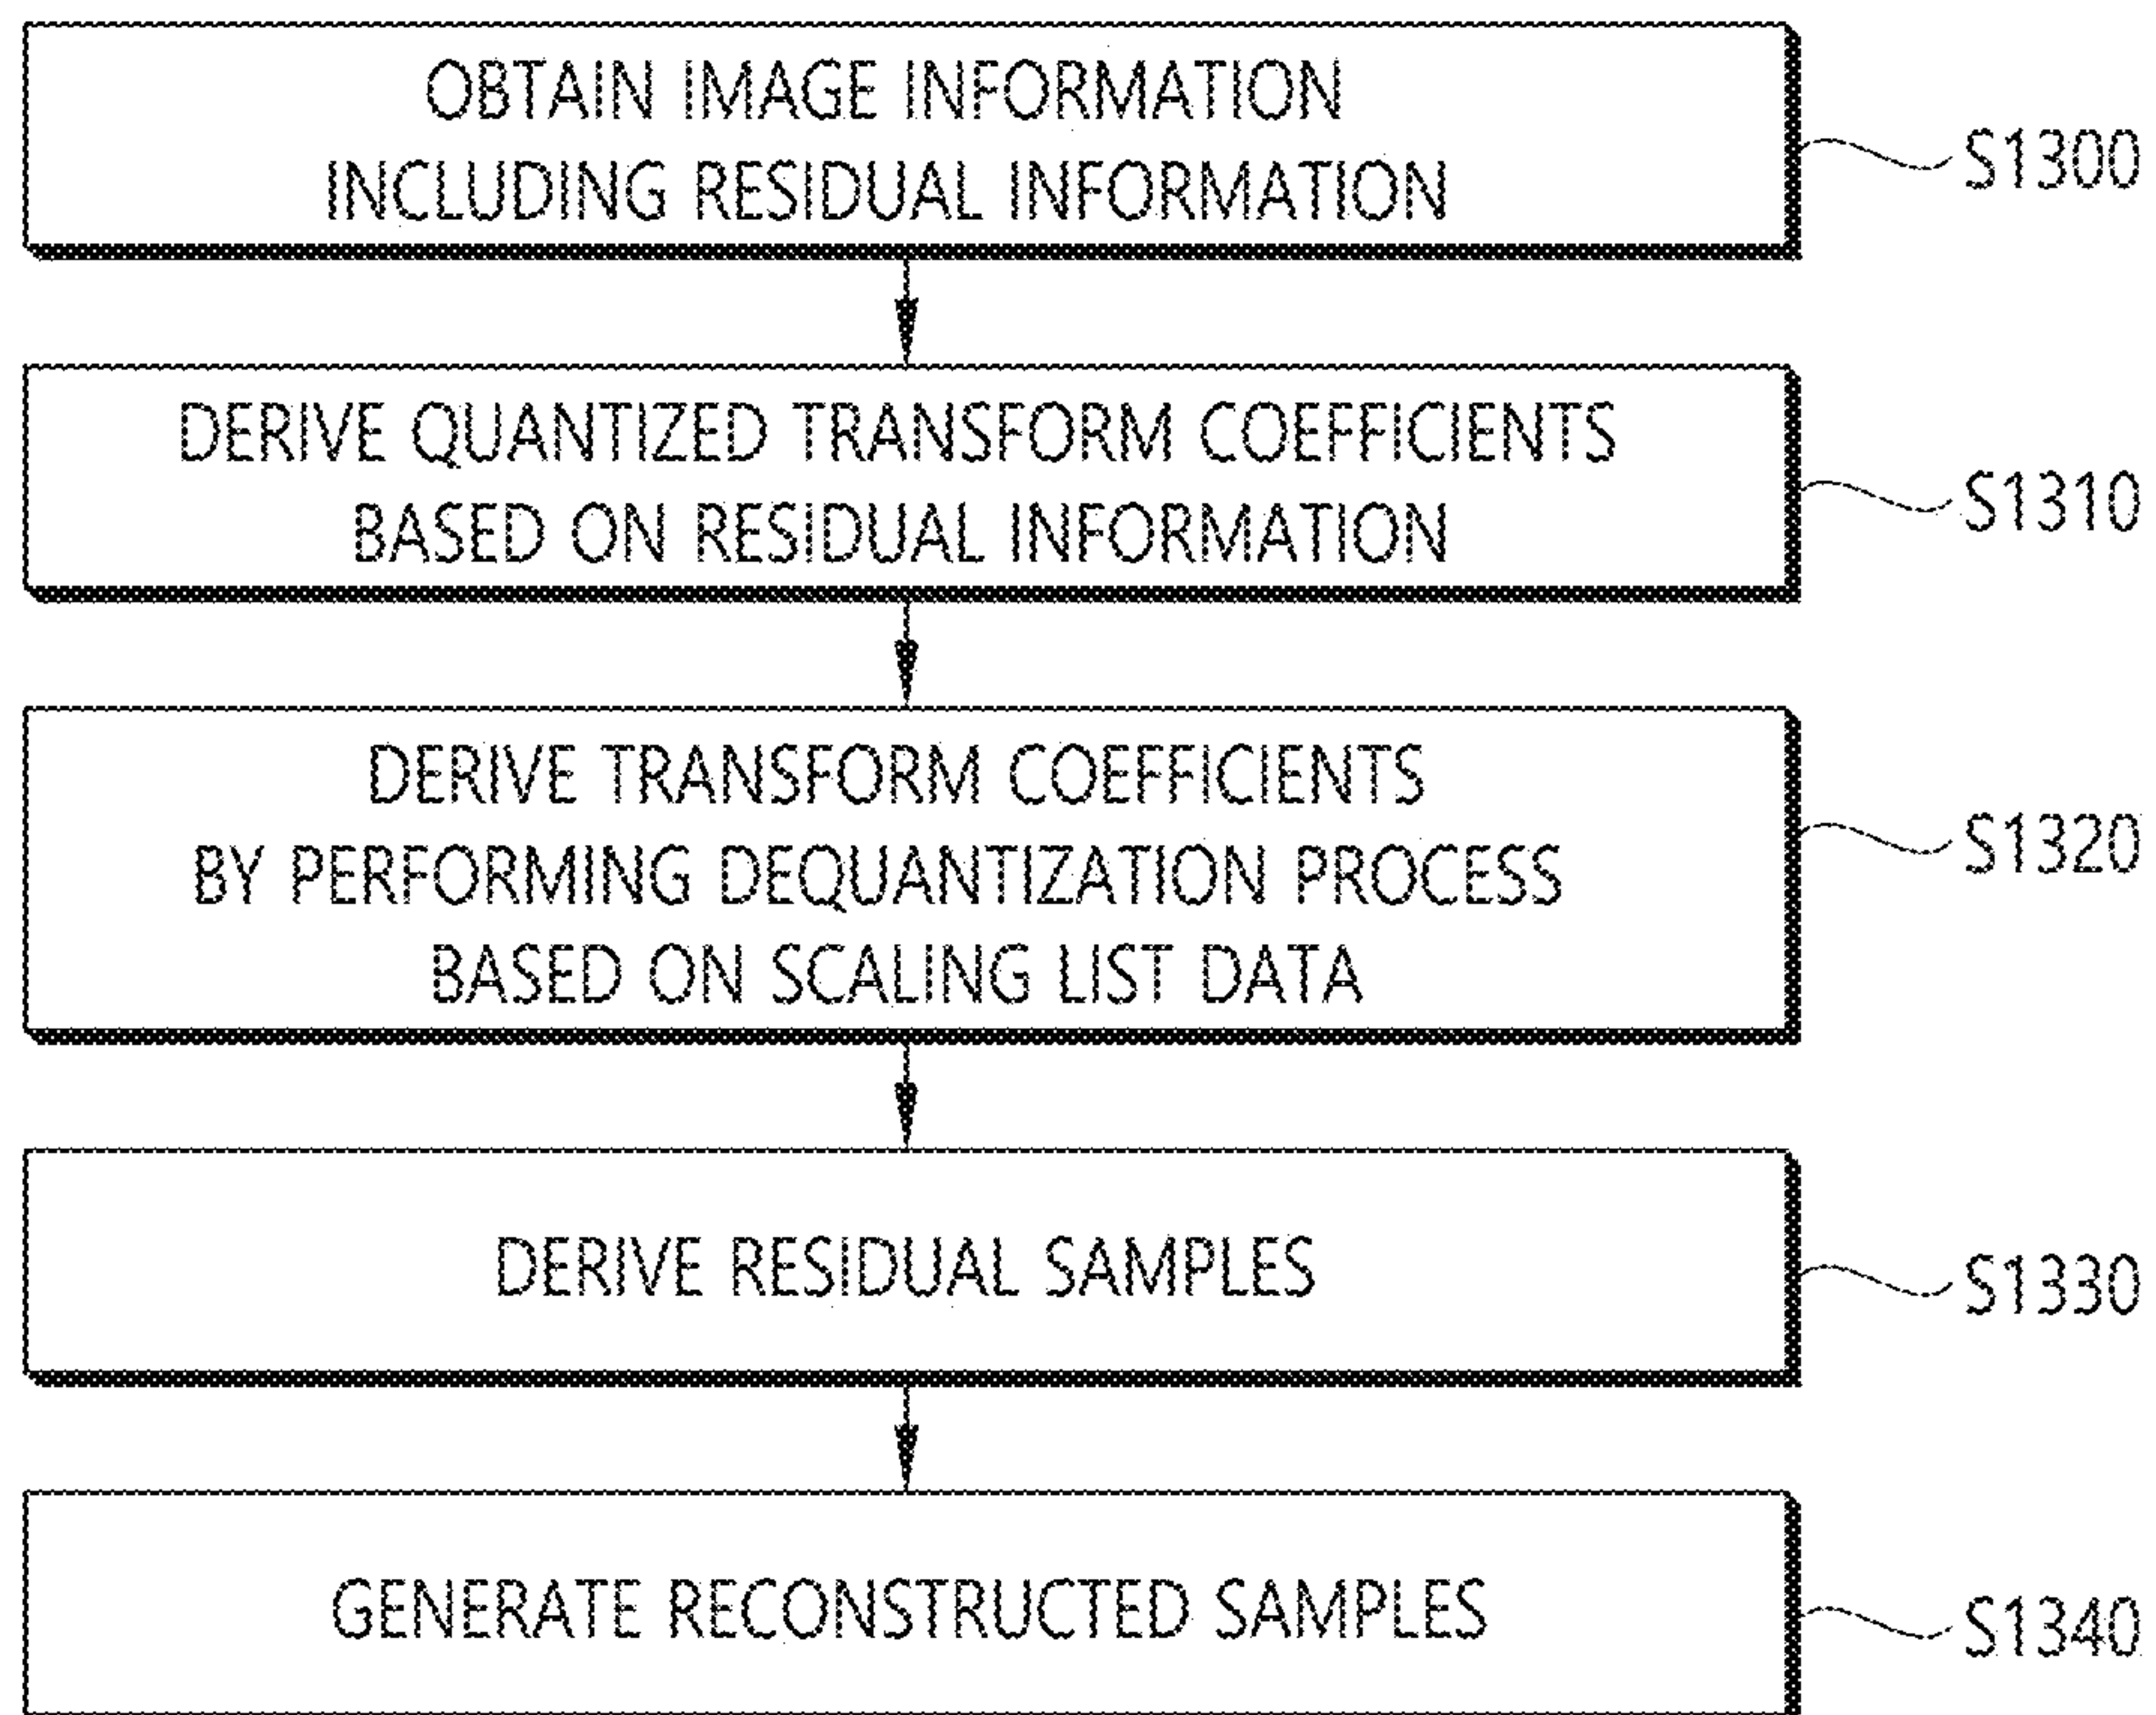 OBTAIN IMAGE INFORMATION
INCLUDING RESIDUAL INFORMATION
S1300
DERIVE QUANTIZED TRANSFORM COEFFICIENTS
BASED ON RESIDUAL INFORMATION
S1310
DERIVE TRANSFORM COEFFICIENTS
BY PERFORMING DEQUANTIZATION PROCESS
BASED ON SCALING LIST DATA
S1320
DERIVE RESIDUAL SAMPLES
S1330
GENERATE RECONSTRUCTED SAMPLES
S1340